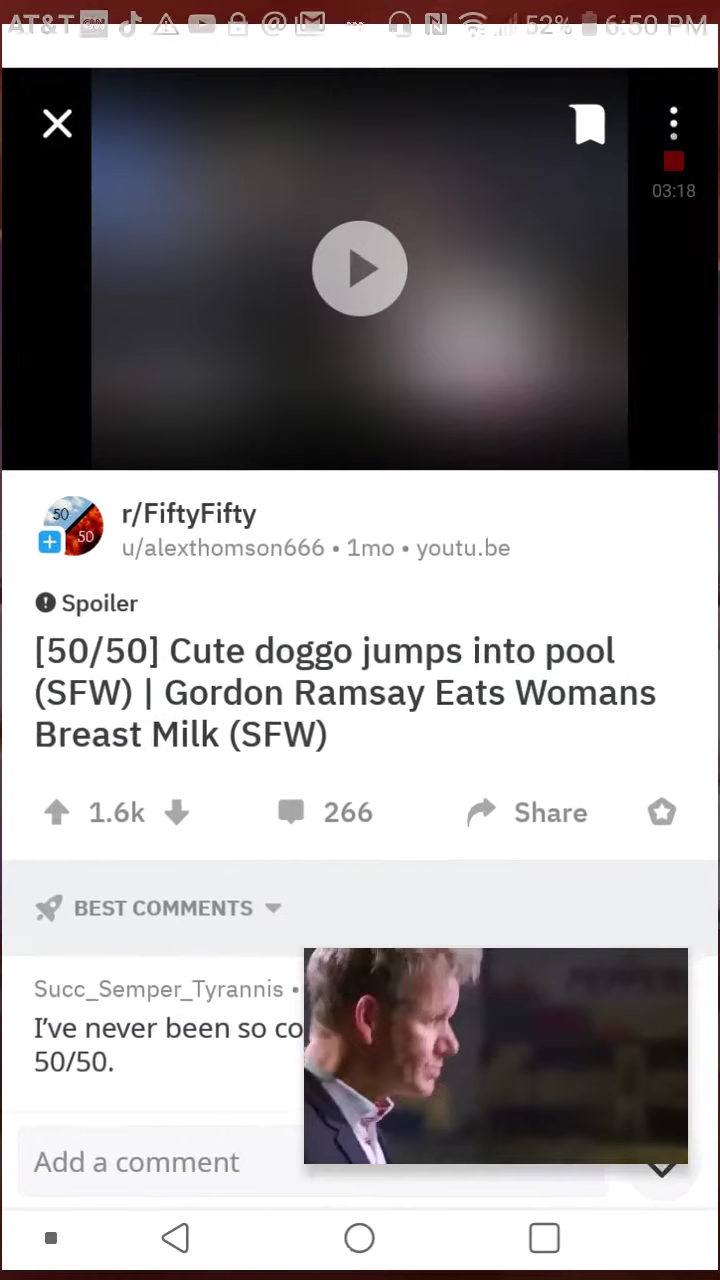 AT&T 52% 6:50 PM
03:18
50
50
r/FiftyFifty
u/alexthomson666 • 1mo • youtu.be
Spoiler
[50/50] Cute doggo jumps into pool
(SFW) | Gordon Ramsay Eats Womans
Breast Milk (SFW)
1.6k 266 Share
BEST COMMENTS
Succ_Semper_Tyrannis •
I've never been so co
50/50.
Add a comment